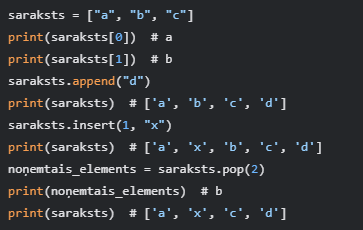 saraksts = ["a", "b", "c"]
print(saraksts[0])  # a
print(saraksts[1])  # b
saraksts.append("d")
print(saraksts)  # ['a', 'b', 'c', 'd']
saraksts.insert(1, "x")
print(saraksts)  # ['a', 'x', 'b', 'c', 'd']
noņemtais_elements = saraksts.pop(2)
print(noņemtais_elements)  # b
print(saraksts)  # ['a', 'x', 'c', 'd']